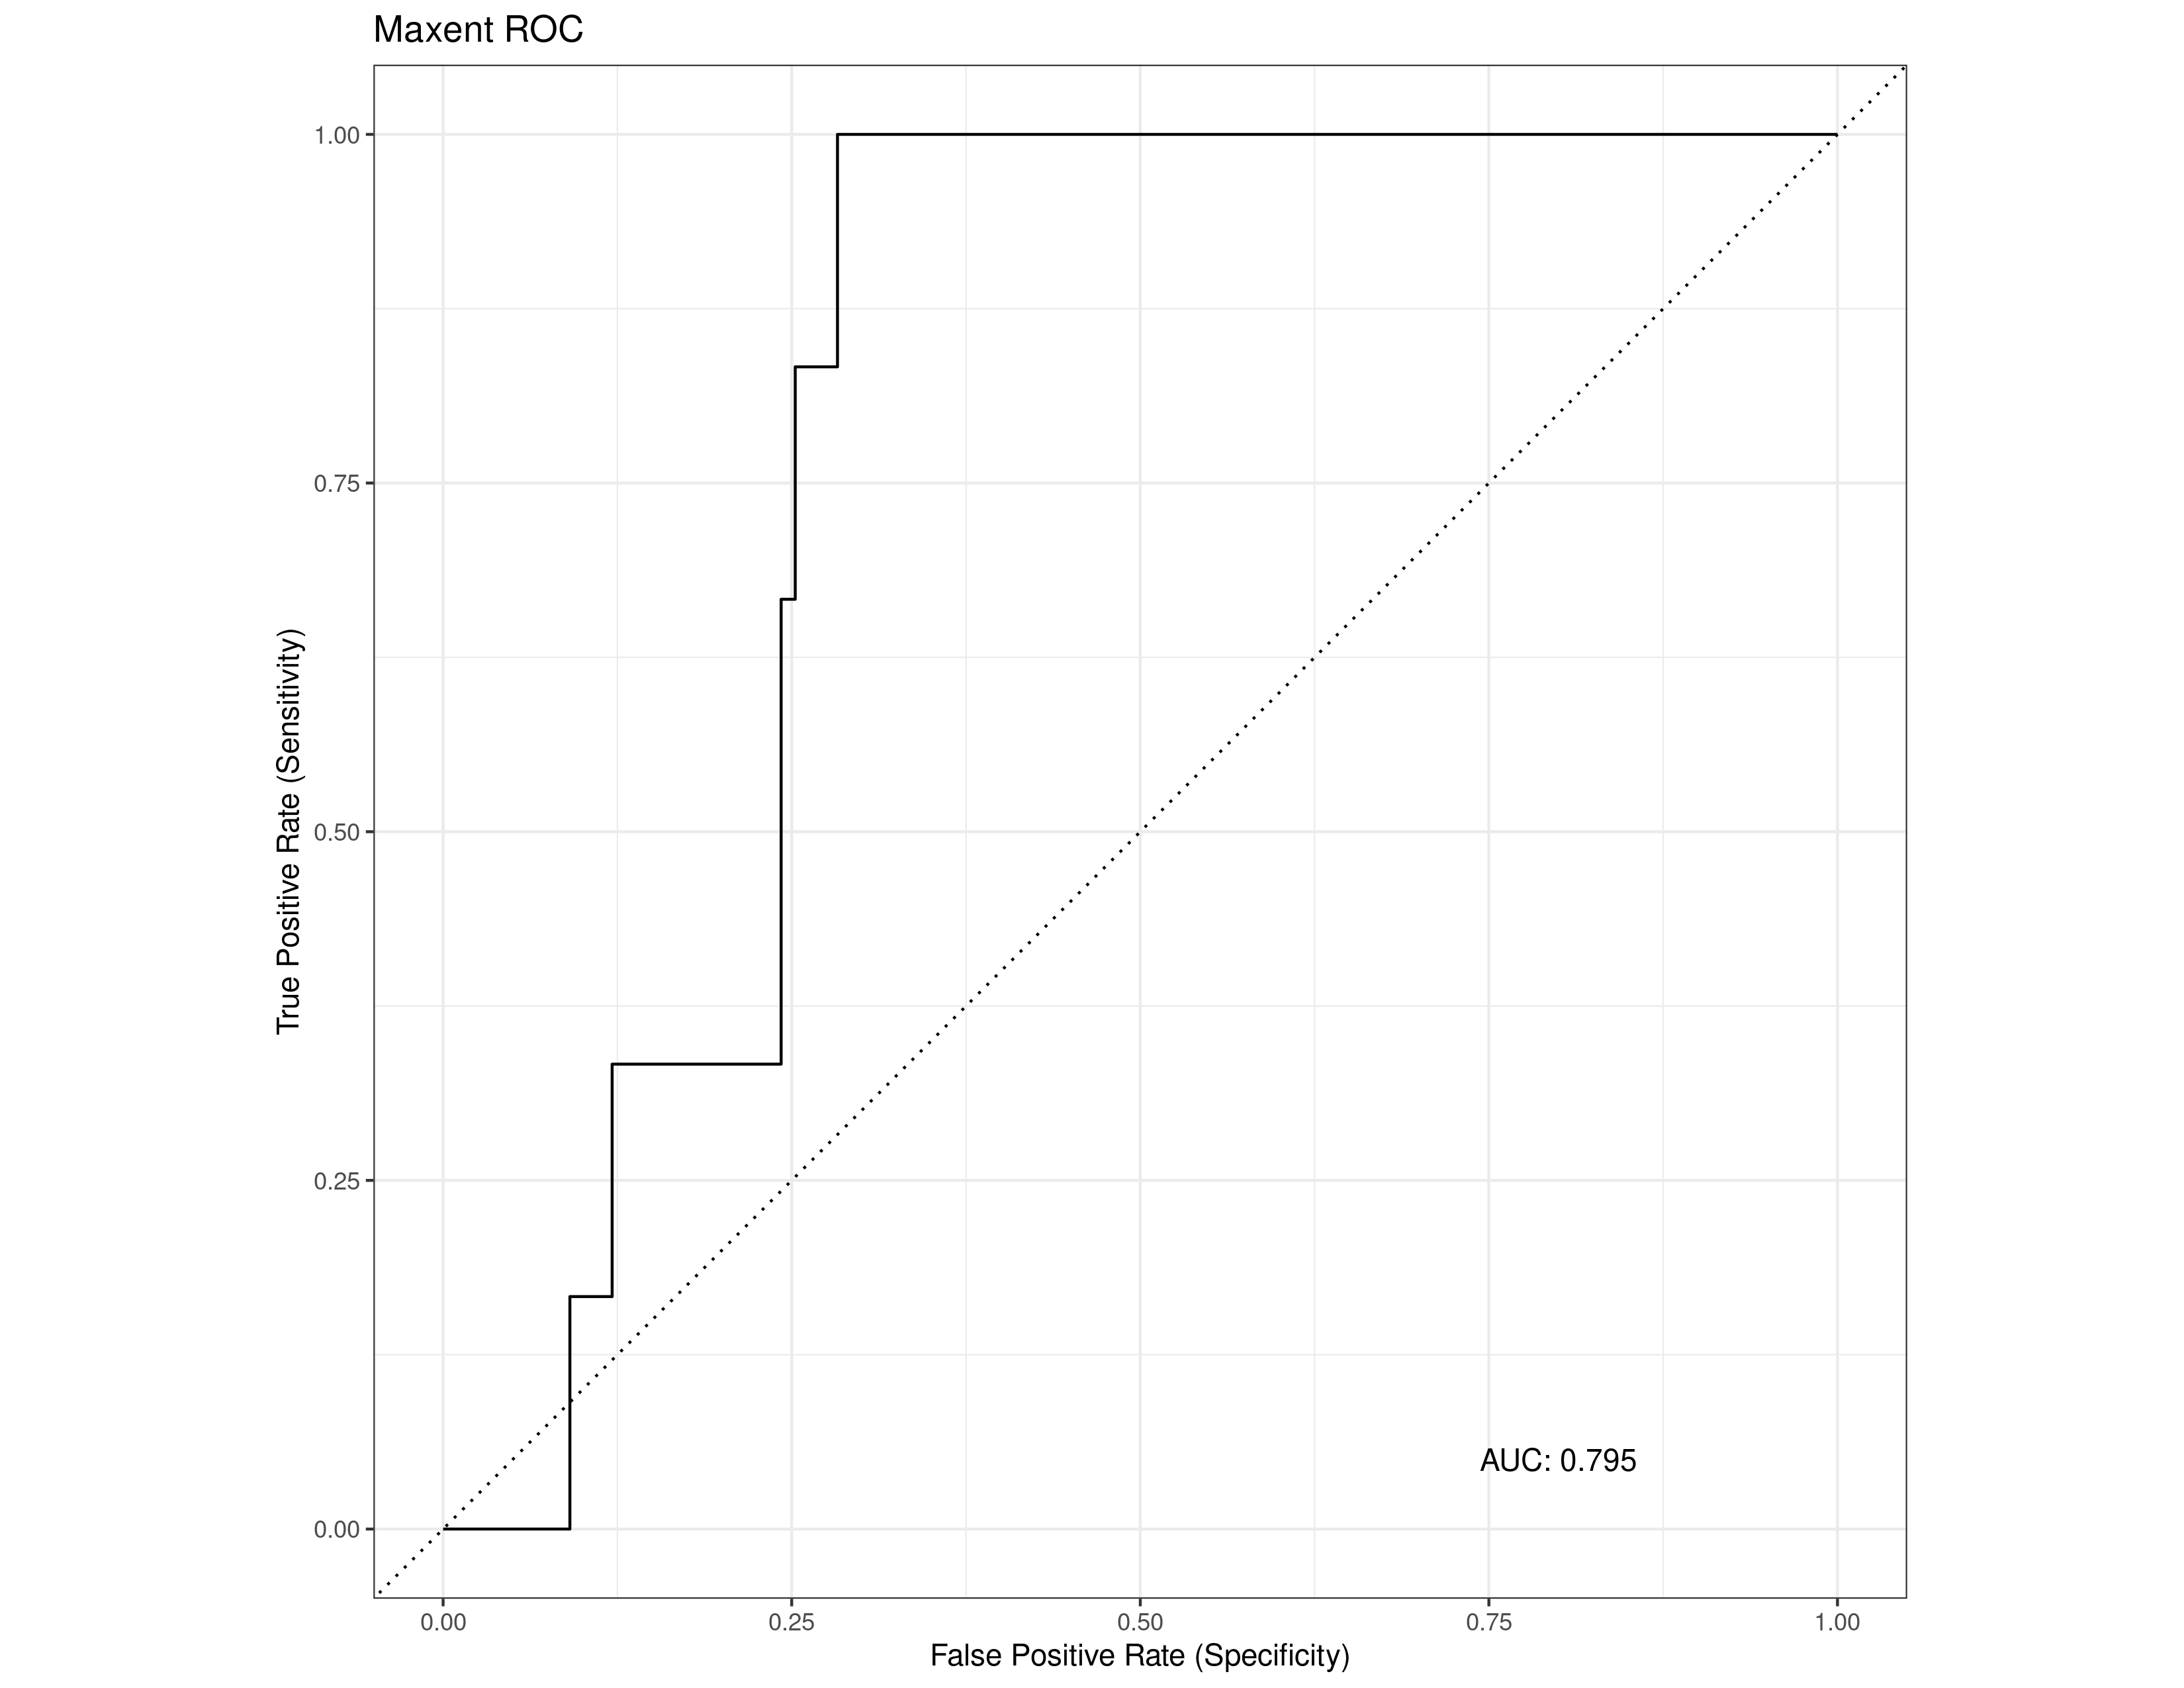 Maxent ROC
True Positive Rate (Sensitivity)
1.00
0.75
0.50
0.25
0.00
AUC: 0.795
0.00 0.25 0.50 0.75 1.00
False Positive Rate (Specificity)